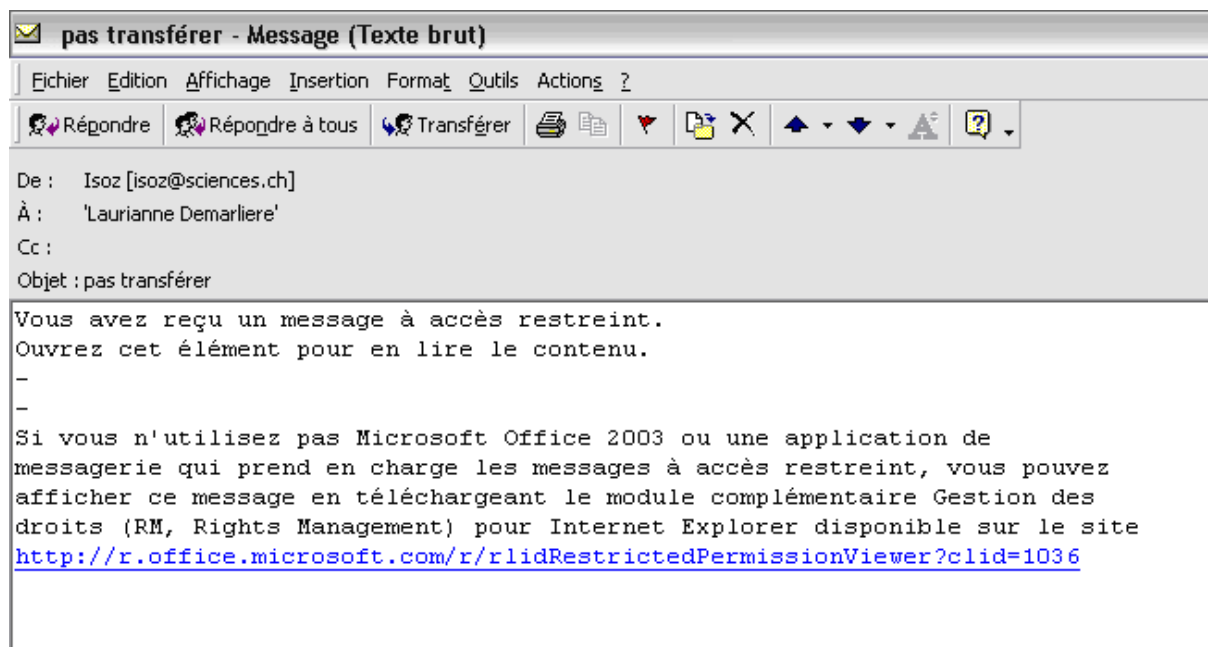 pas transférer - Message (Texte brut)
Fichier Edition Affichage Insertion Format Outils Actions ?
Répondre Répondre à tous Transférer
De : Isoz [isoz@sciences.ch]
À : 'Laurianne Demarliere'
Cc :
Objet : pas transférer
Vous avez reçu un message à accès restreint.
Ouvrez cet élément pour en lire le contenu.
-
-
Si vous n'utilisez pas Microsoft Office 2003 ou une application de
messagerie qui prend en charge les messages à accès restreint, vous pouvez
afficher ce message en téléchargeant le module complémentaire Gestion des
droits (RM, Rights Management) pour Internet Explorer disponible sur le site
http://r.office.microsoft.com/r/rlidRestrictedPermissionViewer?clid=1036